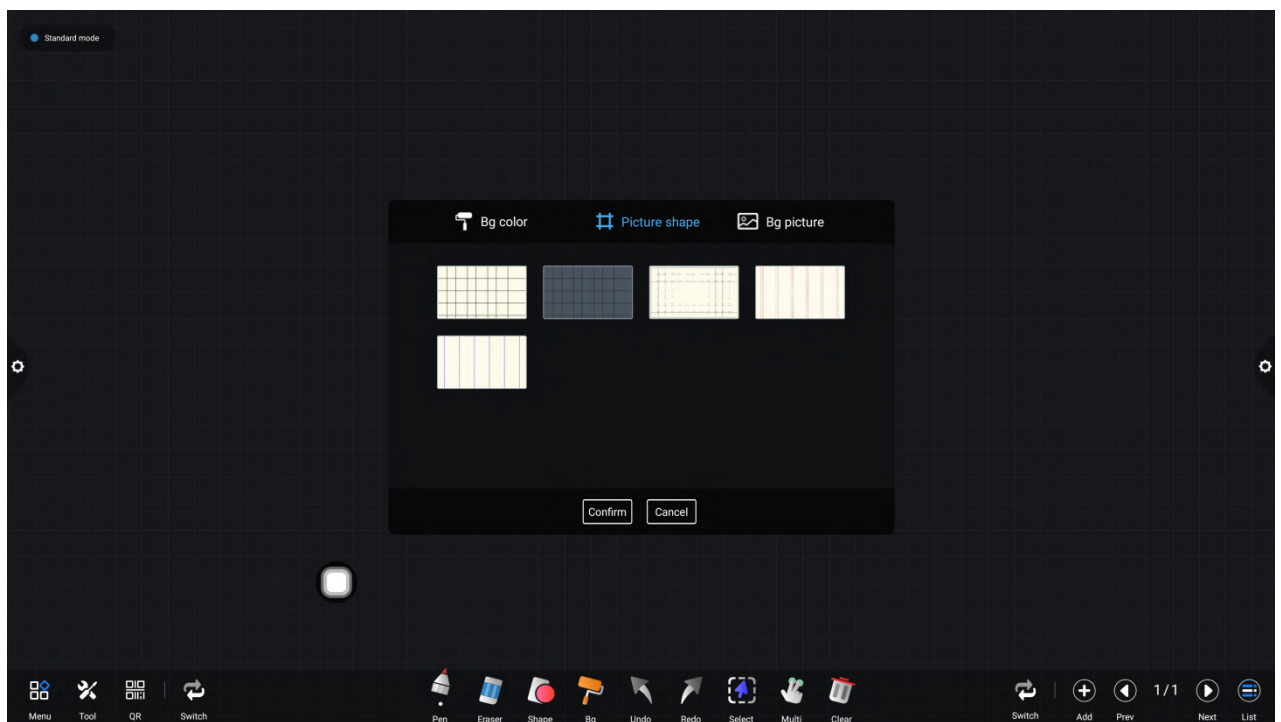 Standard mode
Bg color Picture shape Bg picture
Confirm Cancel
1/1
Menu Tool QR Switch Pen Eraser Shape Bg Undo Redo Select Multi Clear Switch Add Prev Next List